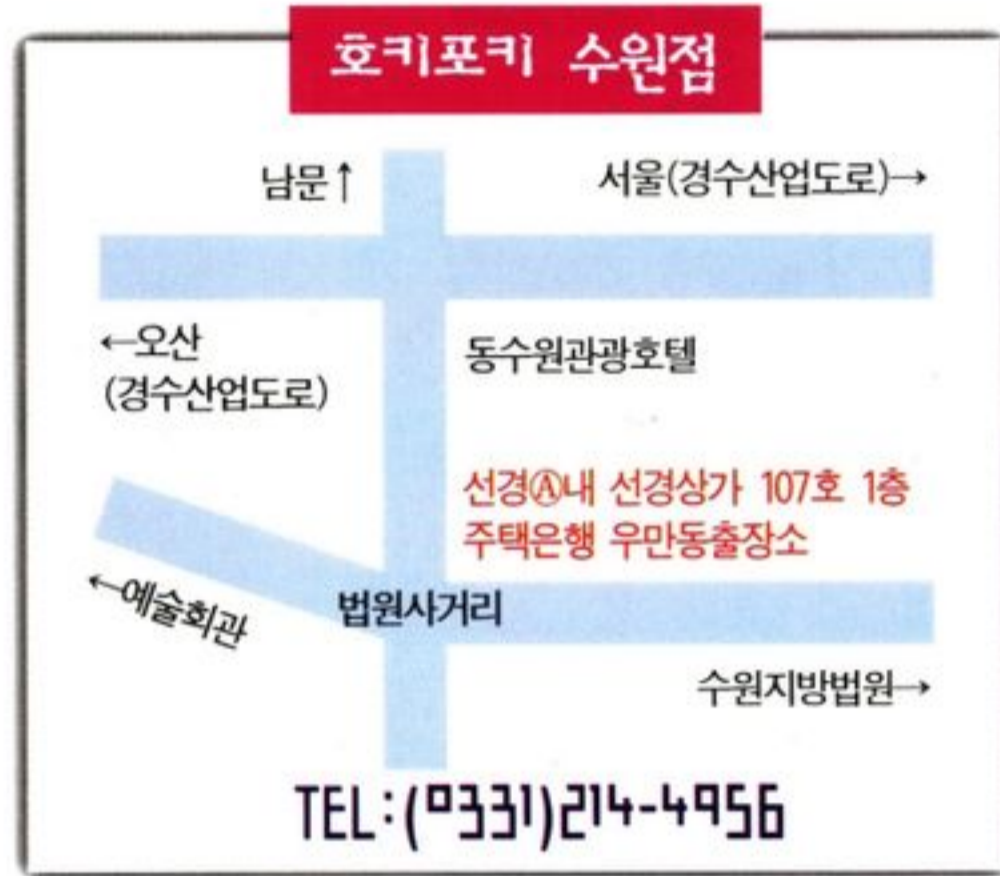 호키포키 수원점
남문↑
서울(경수산업도로)→
←오산
(경수산업도로)
동수원관광호텔
선경Ⓐ내 선경상가 107호 1층
주택은행 우만동출장소
←예술회관
법원사거리
수원지방법원→
TEL:(0331)214-4956